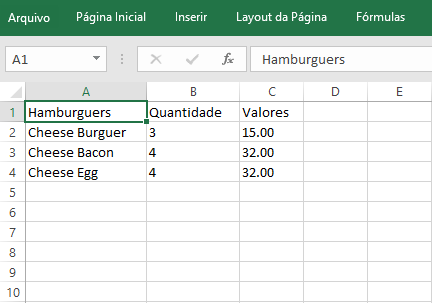 Arquivo Página Inicial Inserir Layout da Página Fórmulas
A1 fx Hamburguers
A B C D E
1 Hamburguers Quantidade Valores
2 Cheese Burguer 3 15.00
3 Cheese Bacon 4 32.00
4 Cheese Egg 4 32.00
5
6
7
8
9
10